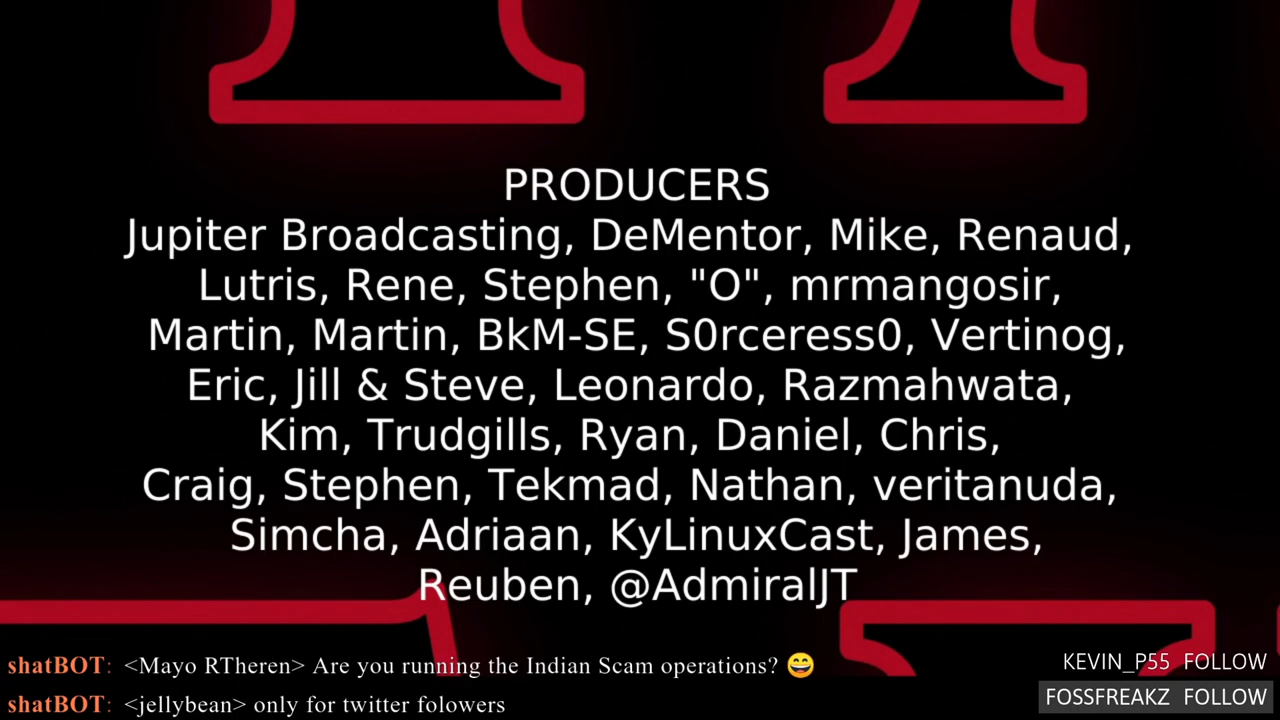 PRODUCERS
Jupiter Broadcasting, DeMentor, Mike, Renaud,
Lutris, Rene, Stephen, "O", mrmangosir,
Martin, Martin, BkM-SE, S0rceress0, Vertinog,
Eric, Jill & Steve, Leonardo, Razmahwata,
Kim, Trudgills, Ryan, Daniel, Chris,
Craig, Stephen, Tekmad, Nathan, veritanuda,
Simcha, Adriaan, KyLinuxCast, James,
Reuben, @AdmiralJT
shatBOT: <Mayo RTheren> Are you running the Indian Scam operations? 😄
shatBOT: <jellybean> only for twitter folowers
KEVIN_P55 FOLLOW
FOSSFREAKZ FOLLOW